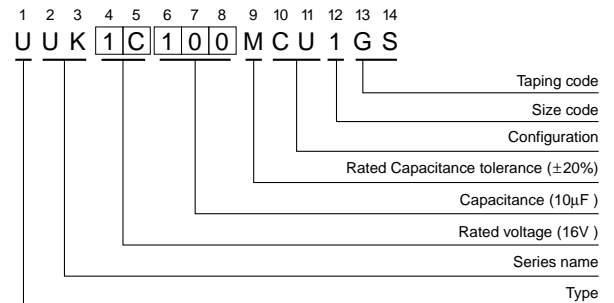 1 2 3 4 5 6 7 8 9 10 11 12 13 14
U U K 1 C 1 0 0 M C U 1 G S
Taping code
Size code
Configuration
Rated Capacitance tolerance (±20%)
Capacitance (10μF )
Rated voltage (16V )
Series name
Type